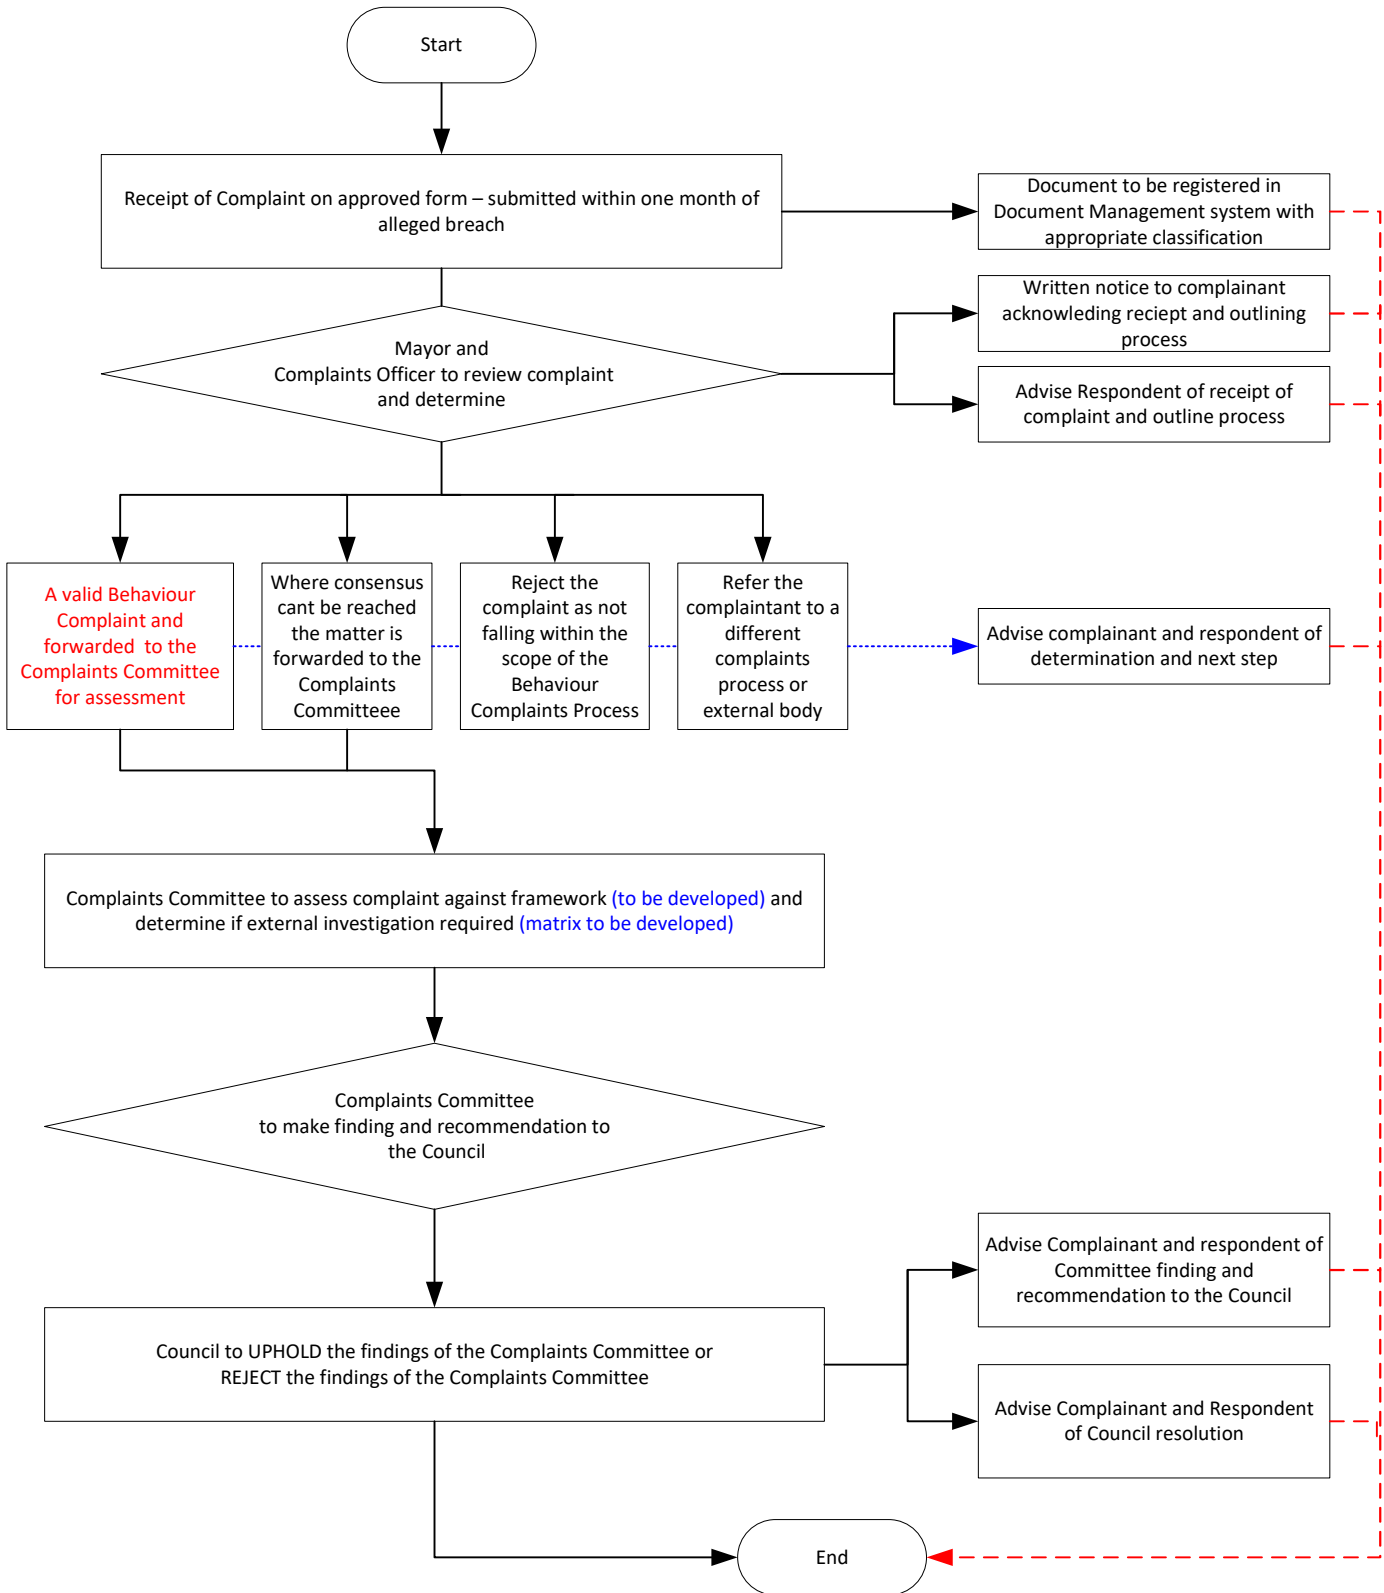 Start
Receipt of Complaint on approved form – submitted within one month of
alleged breach
Document to be registered in
Document Management system with
appropriate classification
Written notice to complainant
acknowleding reciept and outlining
process
Mayor and
Complaints Officer to review complaint
and determine
Advise Respondent of receipt of
complaint and outline process
A valid Behaviour
Complaint and
forwarded to the
Complaints Committee
for assessment
Where consensus
cant be reached
the matter is
forwarded to the
Complaints
Committeee
Reject the
complaint as not
falling within the
scope of the
Behaviour
Complaints Process
Refer the
complaintant to a
different
complaints
process or
external body
Advise complainant and respondent of
determination and next step
Complaints Committee to assess complaint against framework (to be developed) and
determine if external investigation required (matrix to be developed)
Complaints Committee
to make finding and recommendation to
the Council
Advise Complainant and respondent of
Committee finding and
recommendation to the Council
Council to UPHOLD the findings of the Complaints Committee or
REJECT the findings of the Complaints Committee
Advise Complainant and Respondent
of Council resolution
End